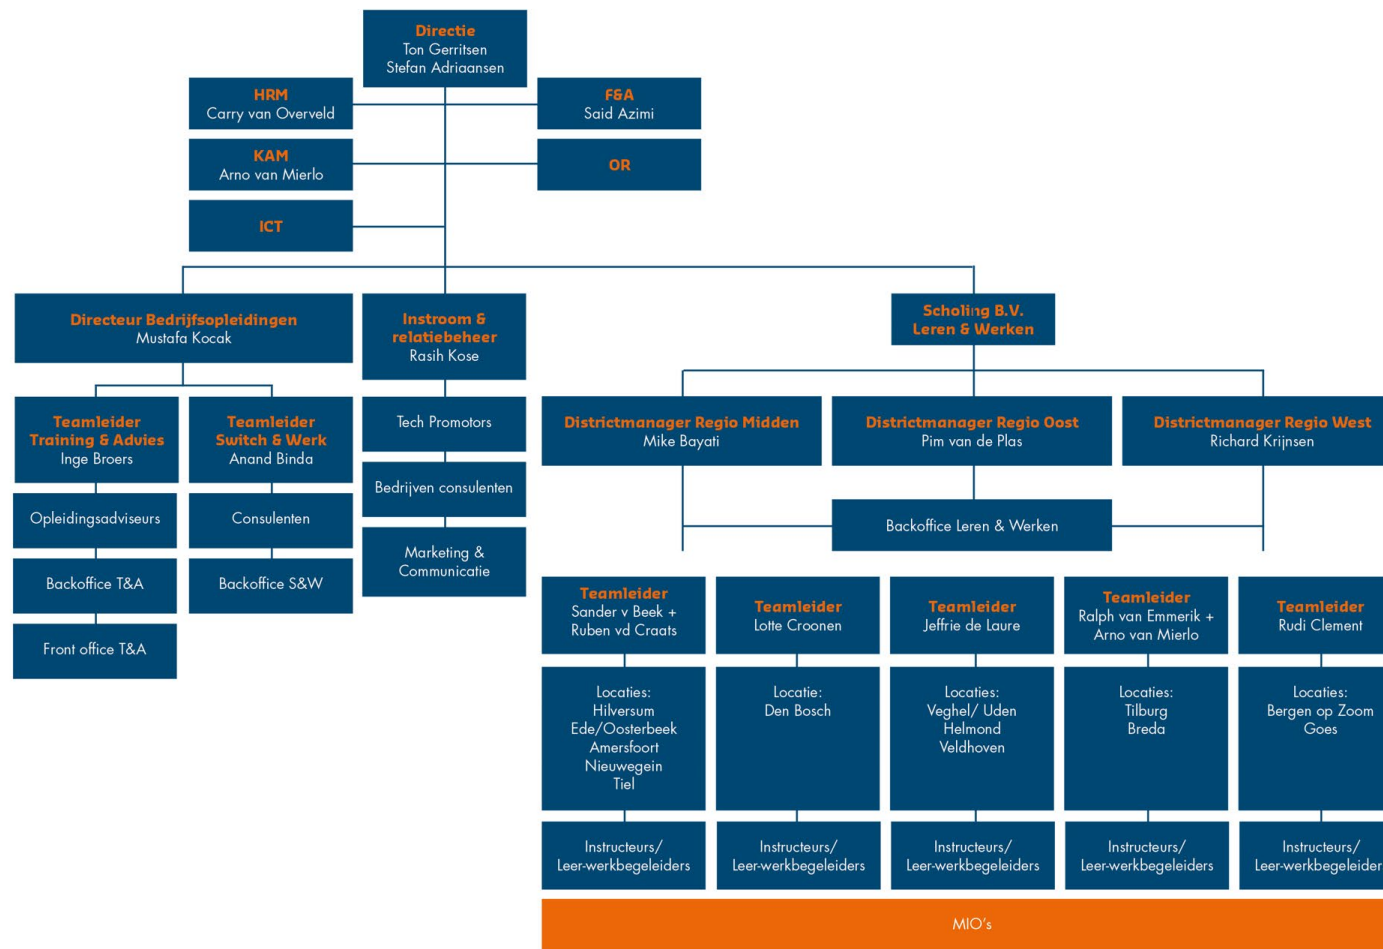 Directie
Ton Gerritsen
Stefan Adriaansen
HRM
Carry van Overveld
F&A
Said Azimi
KAM
Arno van Mierlo
OR
ICT
Directeur Bedrijfsopleidingen
Mustafa Kocak
Instroom &
relatiebeheer
Rasih Kose
Scholing B.V.
Leren & Werken
Teamleider
Training & Advies
Inge Broers
Teamleider
Switch & Werk
Anand Binda
Tech Promotors
Districtmanager Regio Midden
Mike Bayati
Districtmanager Regio Oost
Pim van de Plas
Districtmanager Regio West
Richard Krijnsen
Opleidingsadviseurs
Consulenten
Bedrijven consulenten
Backoffice Leren & Werken
Backoffice T&A
Backoffice S&W
Marketing &
Communicatie
Front office T&A
Teamleider
Sander v Beek +
Ruben vd Craats
Teamleider
Lotte Croonen
Teamleider
Jeffrie de Laure
Teamleider
Ralph van Emmerik +
Arno van Mierlo
Teamleider
Rudi Clement
Locaties:
Hilversum
Ede/Oosterbeek
Amersfoort
Nieuwegein
Tiel
Locatie:
Den Bosch
Locaties:
Veghel/ Uden
Helmond
Veldhoven
Locaties:
Tilburg
Breda
Locaties:
Bergen op Zoom
Goes
Instructeurs/
Leer-werkbegeleiders
Instructeurs/
Leer-werkbegeleiders
Instructeurs/
Leer-werkbegeleiders
Instructeurs/
Leer-werkbegeleiders
Instructeurs/
Leer-werkbegeleider
MIO's